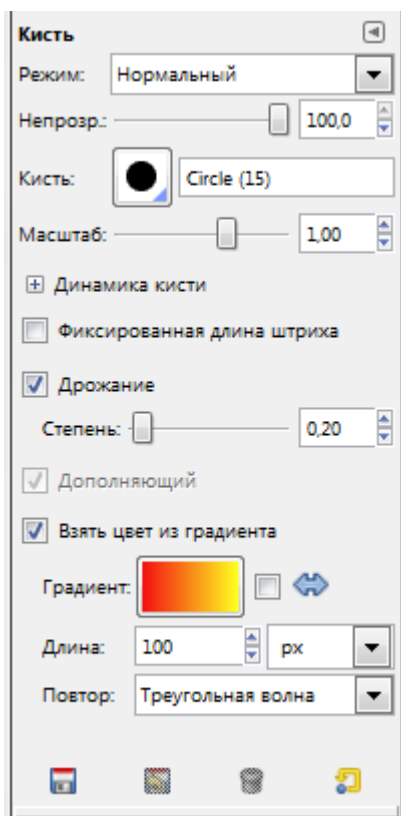 Кисть
Режим: Нормальный
Непрозр.: 100,0
Кисть: Circle (15)
Масштаб: 1,00
Динамика кисти
Фиксированная длина штриха
Дрожание
Степень: 0,20
Дополняющий
Взять цвет из градиента
Градиент:
Длина: 100 px
Повтор: Треугольная волна